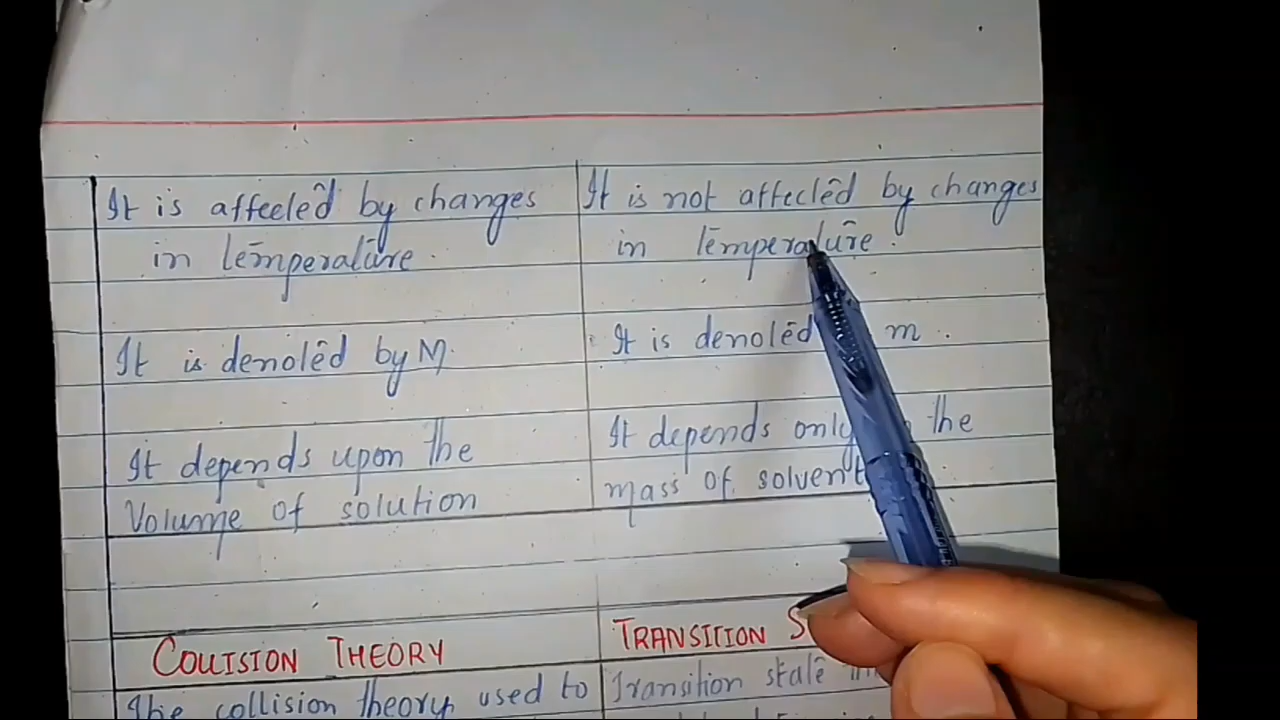 It is affected by changes
in temperature.
It is denoted by M.
It depends upon the
Volume of solution
It is not affected by changes
in temperature.
It is denoted m.
It depends only the
mass of solvent
COLLISION THEORY
The collision theory used to
TRANSITION S
Transition state